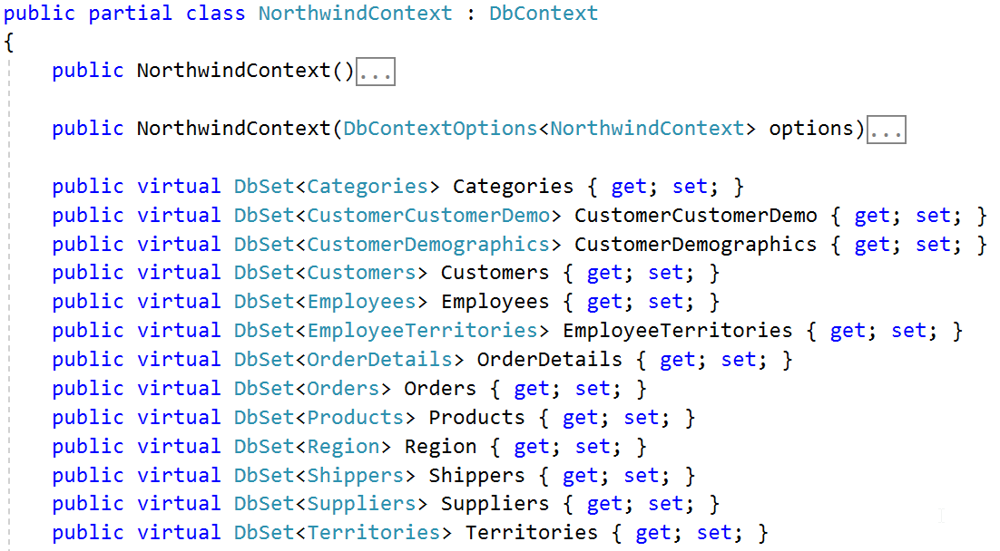 public partial class NorthwindContext : DbContext
{
public NorthwindContext()...
public NorthwindContext(DbContextOptions<NorthwindContext> options)...
public virtual DbSet<Categories> Categories { get; set; }
public virtual DbSet<CustomerCustomerDemo> CustomerCustomerDemo { get; set; }
public virtual DbSet<CustomerDemographics> CustomerDemographics { get; set; }
public virtual DbSet<Customers> Customers { get; set; }
public virtual DbSet<Employees> Employees { get; set; }
public virtual DbSet<EmployeeTerritories> EmployeeTerritories { get; set; }
public virtual DbSet<OrderDetails> OrderDetails { get; set; }
public virtual DbSet<Orders> Orders { get; set; }
public virtual DbSet<Products> Products { get; set; }
public virtual DbSet<Region> Region { get; set; }
public virtual DbSet<Shippers> Shippers { get; set; }
public virtual DbSet<Suppliers> Suppliers { get; set; }
public virtual DbSet<Territories> Territories { get; set; }